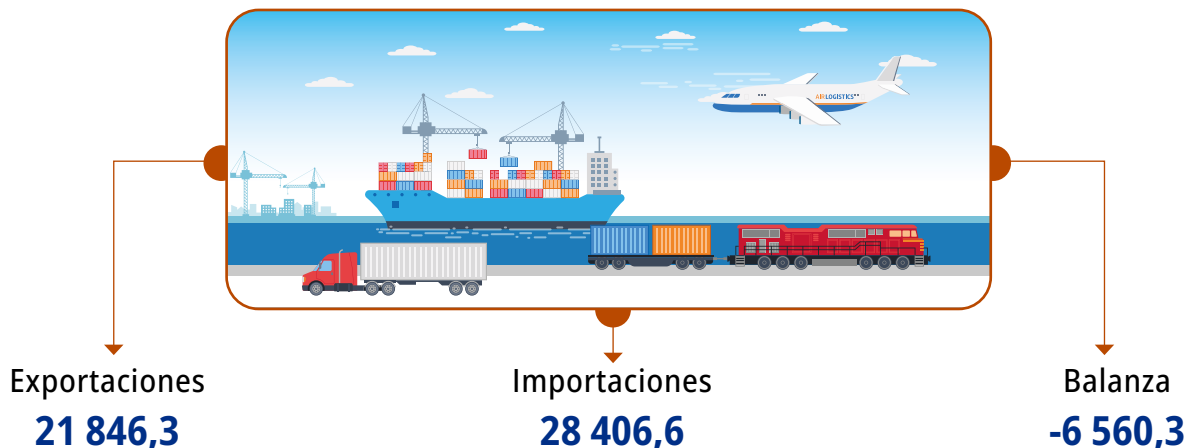 AIRLOGISTICS
Exportaciones
21 846,3
Importaciones
28 406,6
Balanza
-6 560,3